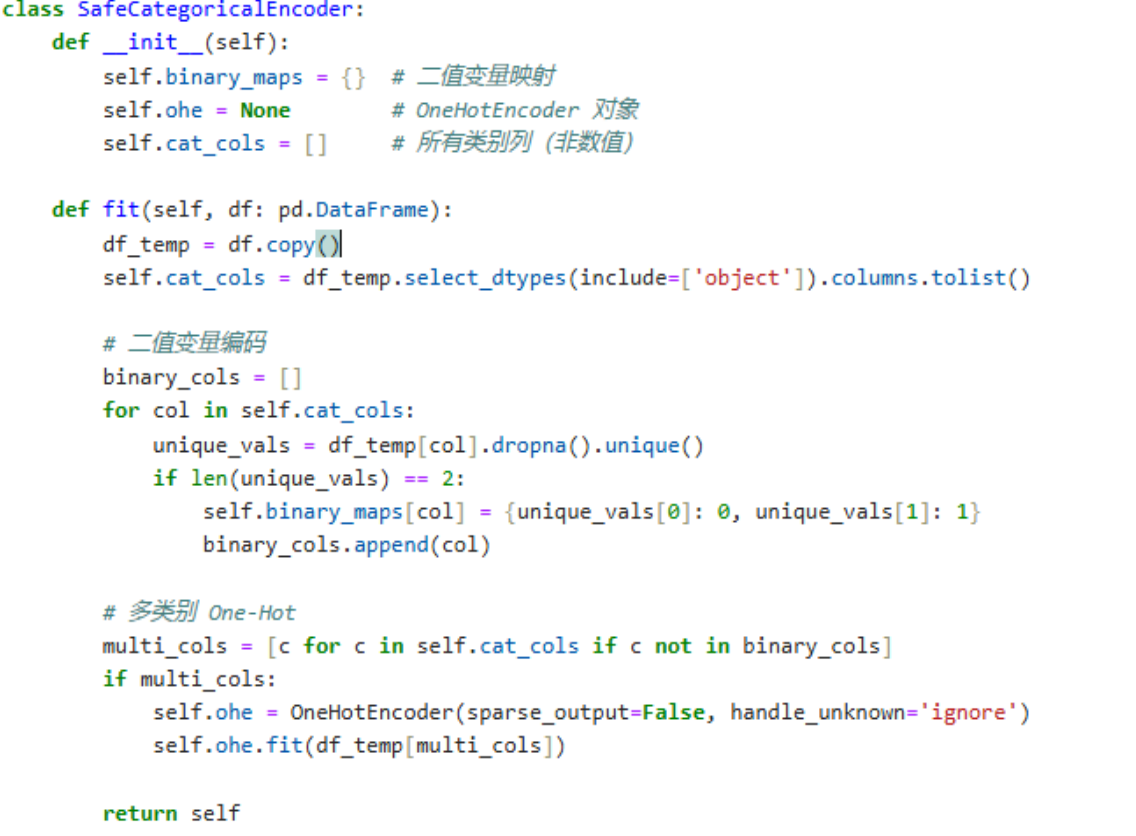 class SafeCategoricalEncoder:
    def __init__(self):
        self.binary_maps = {}  # 二值变量映射
        self.ohe = None        # OneHotEncoder 对象
        self.cat_cols = []     # 所有类别列 (非数值)
    def fit(self, df: pd.DataFrame):
        df_temp = df.copy()
        self.cat_cols = df_temp.select_dtypes(include=['object']).columns.tolist()
        # 二值变量编码
        binary_cols = []
        for col in self.cat_cols:
            unique_vals = df_temp[col].dropna().unique()
            if len(unique_vals) == 2:
                self.binary_maps[col] = {unique_vals[0]: 0, unique_vals[1]: 1}
                binary_cols.append(col)
        # 多类别 One-Hot
        multi_cols = [c for c in self.cat_cols if c not in binary_cols]
        if multi_cols:
            self.ohe = OneHotEncoder(sparse_output=False, handle_unknown='ignore')
            self.ohe.fit(df_temp[multi_cols])
        return self